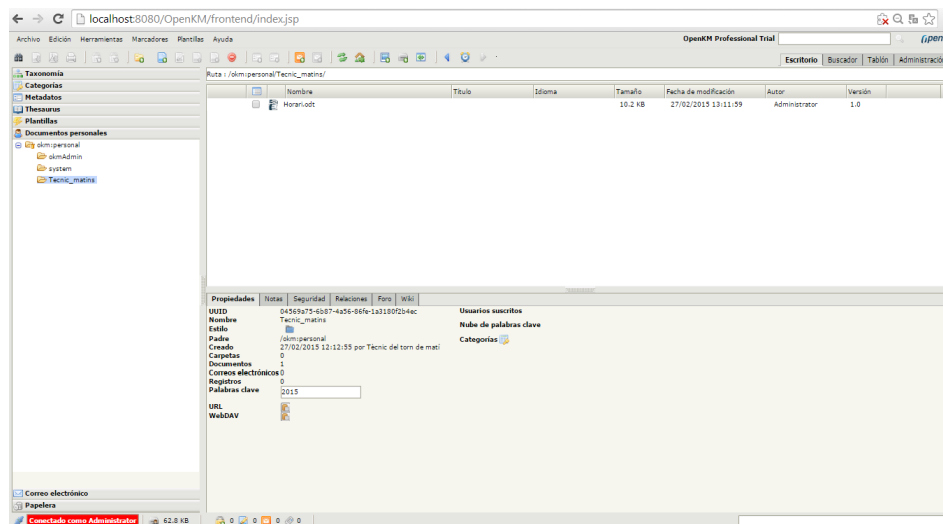 localhost:8080/OpenKM/frontend/index.jsp
Archivo Edición Herramientas Marcadores Plantillas Ayuda OpenKM Professional Trial
Escritorio Buscador Tablón Administración
Taxonomía
Categorías
Metadatos
Thesaurus
Plantillas
Documentos personales
okm:personal
okmAdmin
system
Tecnic_matins
Correo electrónico
Papelera
Ruta : /okm:personal/Tecnic_matins/
Nombre Título Idioma Tamaño Fecha de modificación Autor Versión
Horari.odt 10.2 KB 27/02/2015 13:11:59 Administrator 1.0
Propiedades Notas Seguridad Relaciones Foro Wiki
UUID 04569a75-6b87-4a56-86fe-1a3180f2b4ec
Nombre Tecnic_matins
Estilo
Padre /okm:personal
Creado 27/02/2015 12:12:55 por Tècnic del torn de matí
Carpetas 0
Documentos 1
Correos electrónicos 0
Registros 0
Palabras clave 2015
URL
WebDAV
Usuarios suscritos
Nube de palabras clave
Categorías
Conectado como Administrator 62.8 KB 0 0 0 0